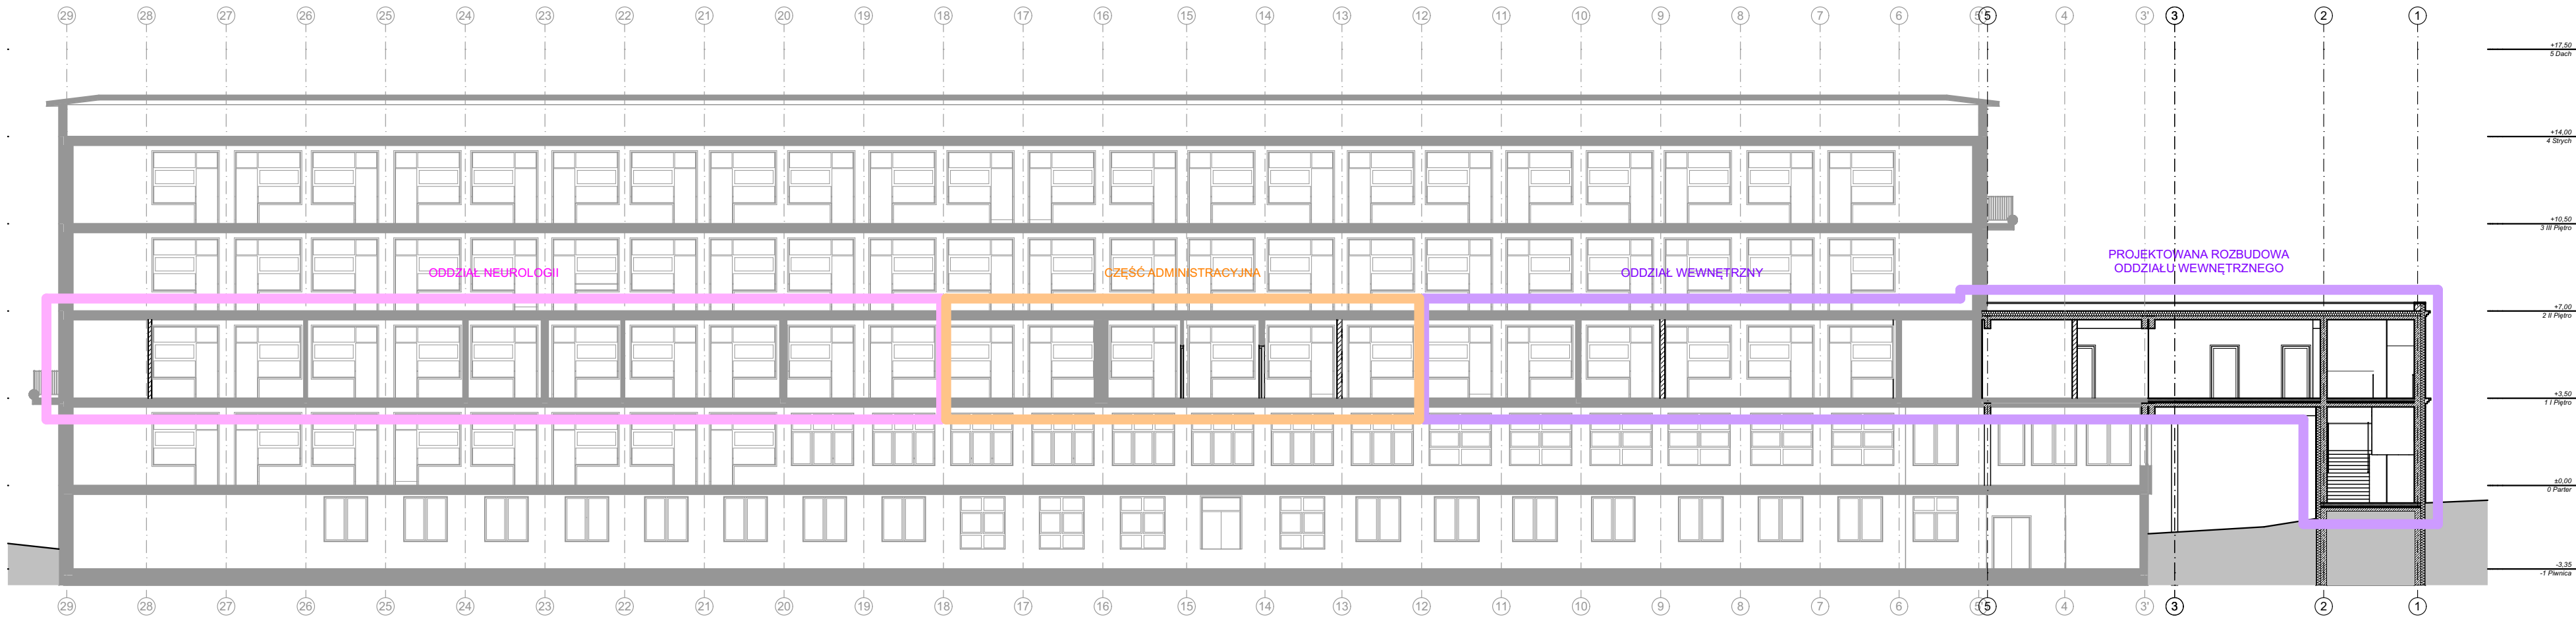 29 28 27 26 25 24 23 22 21 20 19 18 17 16 15 14 13 12 11 10 9 8 7 6 5 4 3' 3 2 1
+17,50
5 Dach
+14,00
4 Strych
+10,50
3 III Piętro
PROJEKTOWANA ROZBUDOWA
ODDZIAŁU WEWNĘTRZNEGO
ODDZIAŁ NEUROLOGII
CZĘŚĆ ADMINISTRACYJNA
ODDZIAŁ WEWNĘTRZNY
+7,00
2 II Piętro
+3,50
1 I Piętro
±0,00
0 Parter
-3,35
-1 Piwnica
29 28 27 26 25 24 23 22 21 20 19 18 17 16 15 14 13 12 11 10 9 8 7 6 5 4 3' 3 2 1